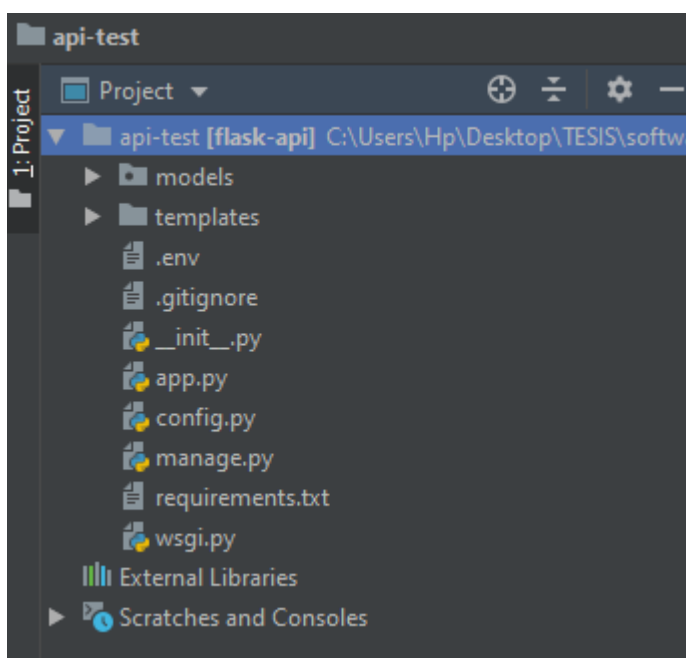 api-test
1: Project
Project
api-test [flask-api] C:\Users\Hp\Desktop\TESIS\softw
models
templates
.env
.gitignore
__init__.py
app.py
config.py
manage.py
requirements.txt
wsgi.py
External Libraries
Scratches and Consoles